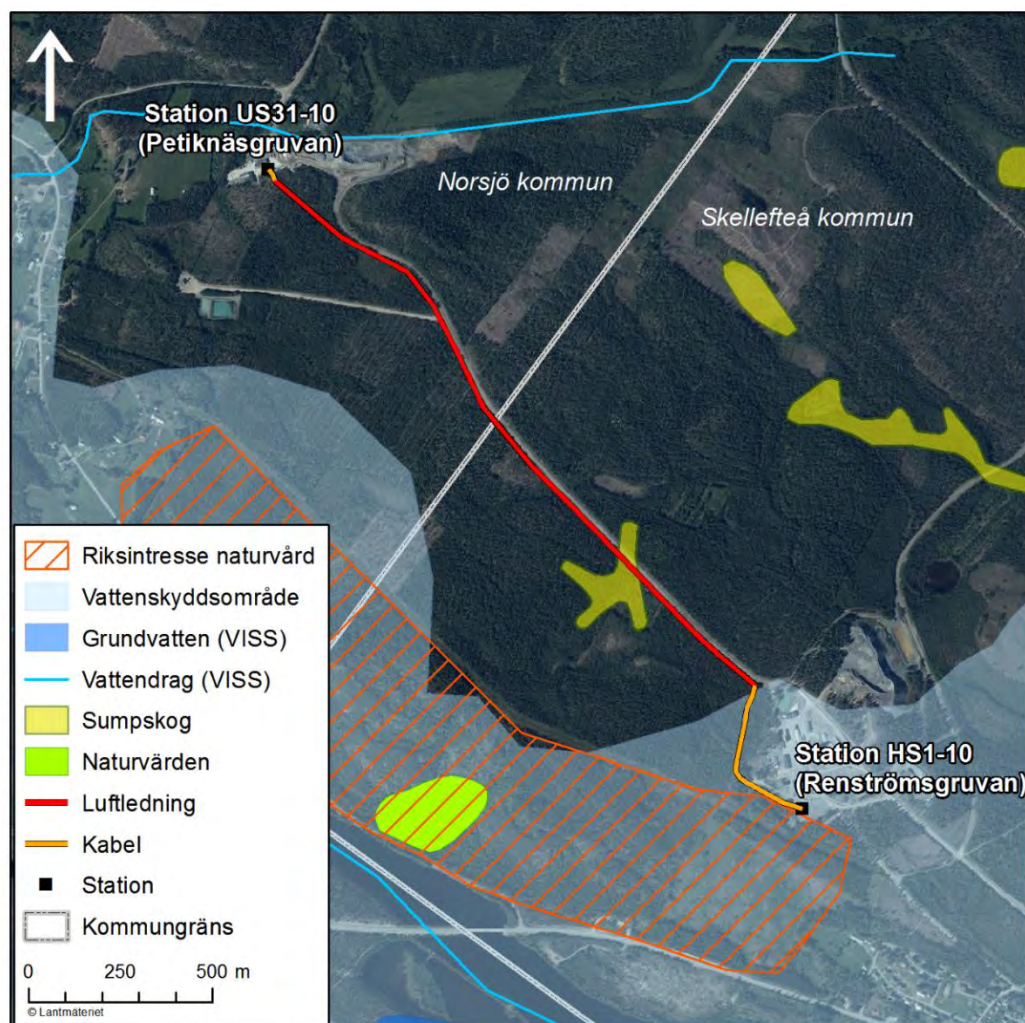 Station US31-10
(Petiknäsgruvan)
Norsjö kommun
Skellefteå kommun
Station HS1-10
(Renströmsgruvan)
Riksintresse naturvård
Vattenskyddsområde
Grundvatten (VISS)
Vattendrag (VISS)
Sumpskog
Naturvärden
Luftledning
Kabel
Station
Kommungräns
0 250 500 m
© Lantmäteriet